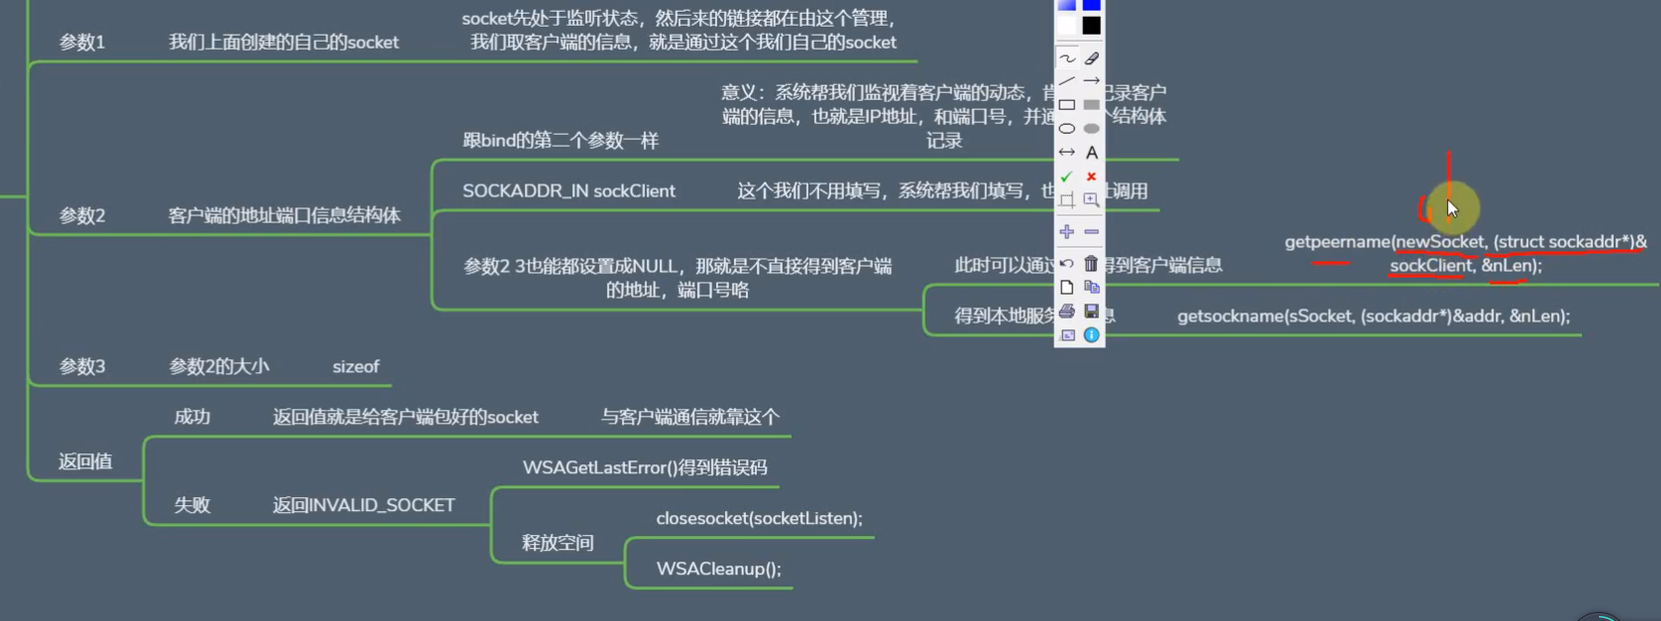 socket先处于监听状态，然后来的链接都在由这个管理，
参数1 我们上面创建的自己的socket 我们取客户端的信息，就是通过这个我们自己的socket
意义：系统帮我们监视着客户端的动态，肯 记录客户
端的信息，也就是IP地址，和端口号，并通 个结构体
跟bind的第二个参数一样 记录
SOCKADDR_IN sockClient 这个我们不用填写，系统帮我们填写，也 调用
参数2 客户端的地址端口信息结构体
getpeername(newSocket, (struct sockaddr*)&
参数2 3也能都设置成NULL，那就是不直接得到客户端 此时可以通过 得到客户端信息 sockClient, &nLen);
的地址，端口号咯
得到本地服务 息 getsockname(sSocket, (sockaddr*)&addr, &nLen);
参数3 参数2的大小 sizeof
成功 返回值就是给客户端包好的socket 与客户端通信就靠这个
返回值
WSAGetLastError()得到错误码
失败 返回INVALID_SOCKET
closesocket(socketListen);
释放空间
WSACleanup();